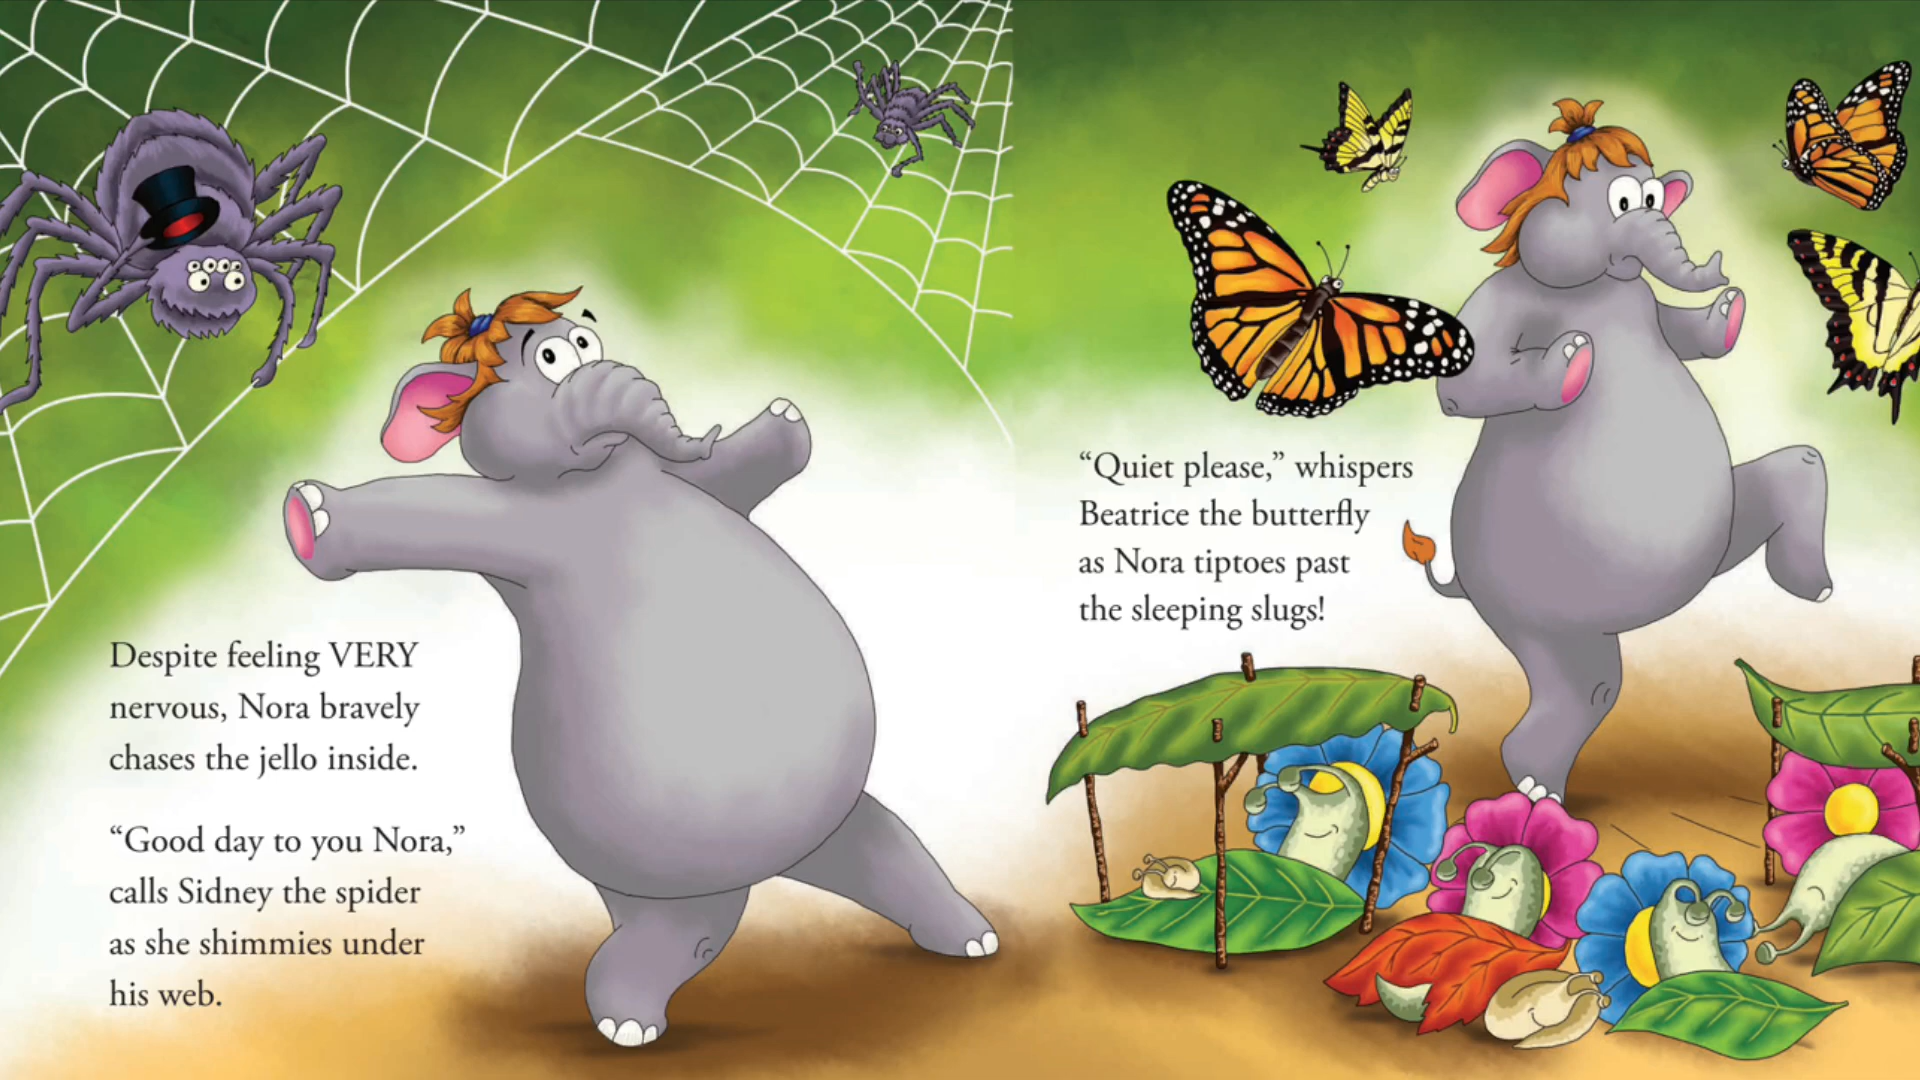 Despite feeling VERY
nervous, Nora bravely
chases the jello inside.
“Good day to you Nora,”
calls Sidney the spider
as she shimmies under
his web.
“Quiet please,” whispers
Beatrice the butterfly
as Nora tiptoes past
the sleeping slugs!